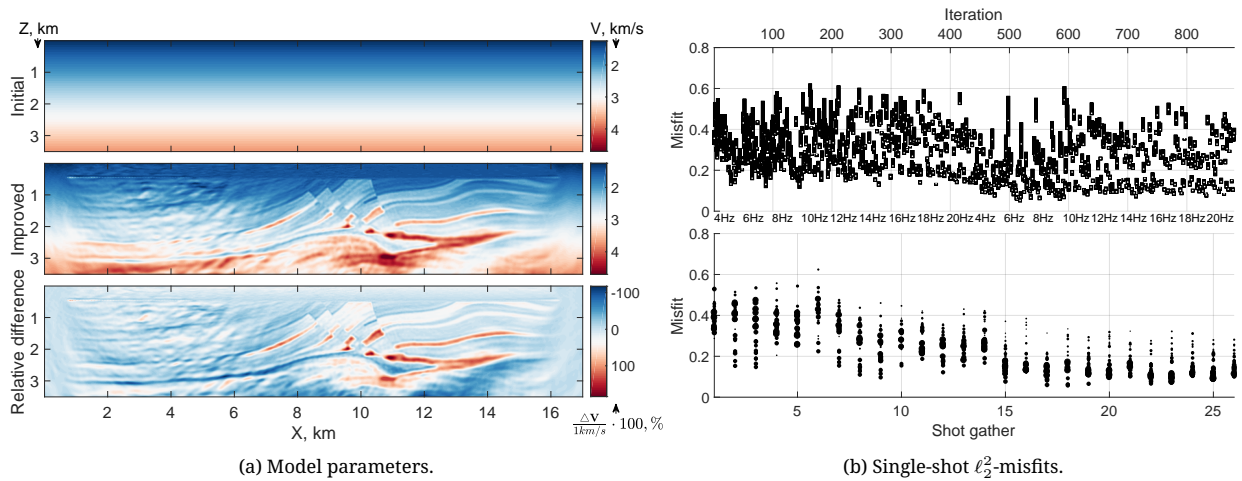 Z, km
V, km/s
Initial
1
2
3
2
3
4
Improved
1
2
3
2
3
4
Relative difference
1
2
3
-100
0
100
2
4
6
8
10
12
14
16
X, km
△V/1km/s · 100, %
(a) Model parameters.
Iteration
100 200 300 400 500 600 700 800
Misfit
0.8
0.6
0.4
0.2
0
4Hz 6Hz 8Hz 10Hz 12Hz 14Hz 16Hz 18Hz 20Hz 4Hz 6Hz 8Hz 10Hz 12Hz 14Hz 16Hz 18Hz 20Hz
Misfit
0.8
0.6
0.4
0.2
0
5 10 15 20 25
Shot gather
(b) Single-shot ℓ₂²-misfits.